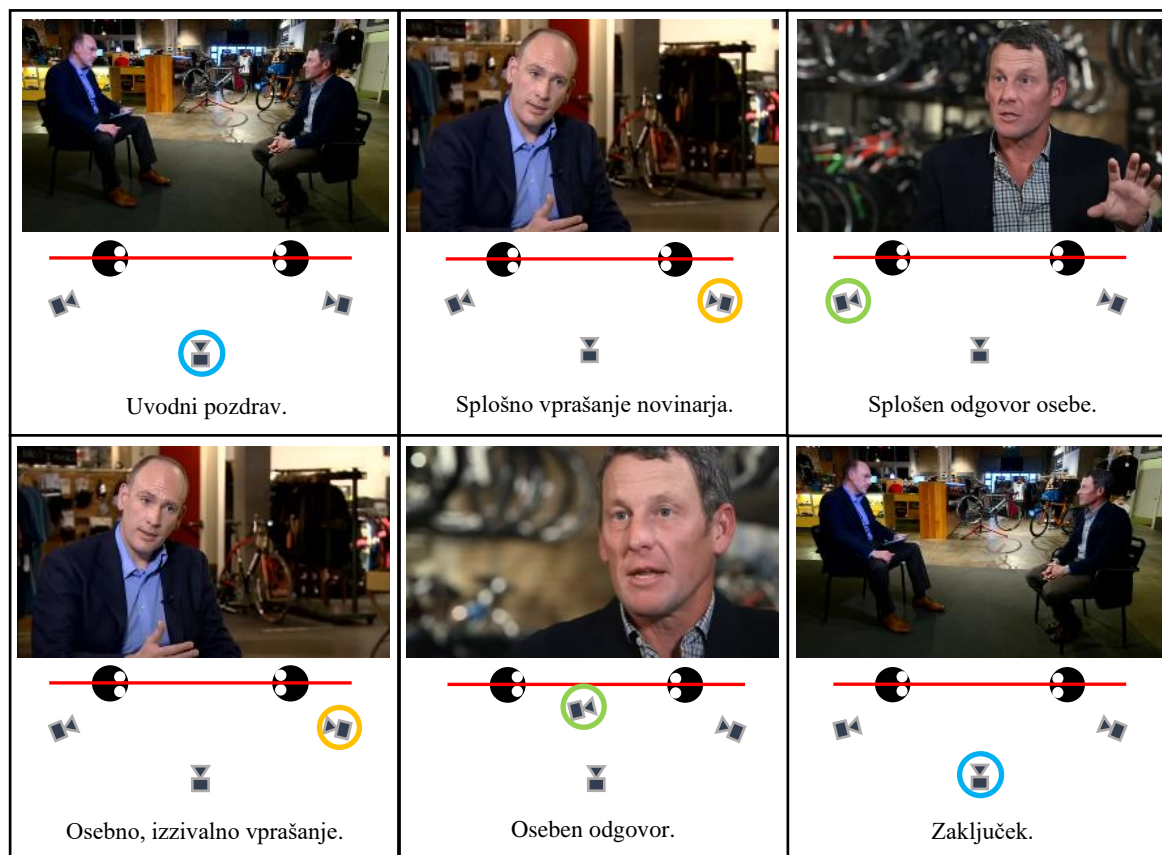 Uvodni pozdrav.
Splošno vprašanje novinarja.
Splošen odgovor osebe.
Osebno, izzivalno vprašanje.
Oseben odgovor.
Zaključek.